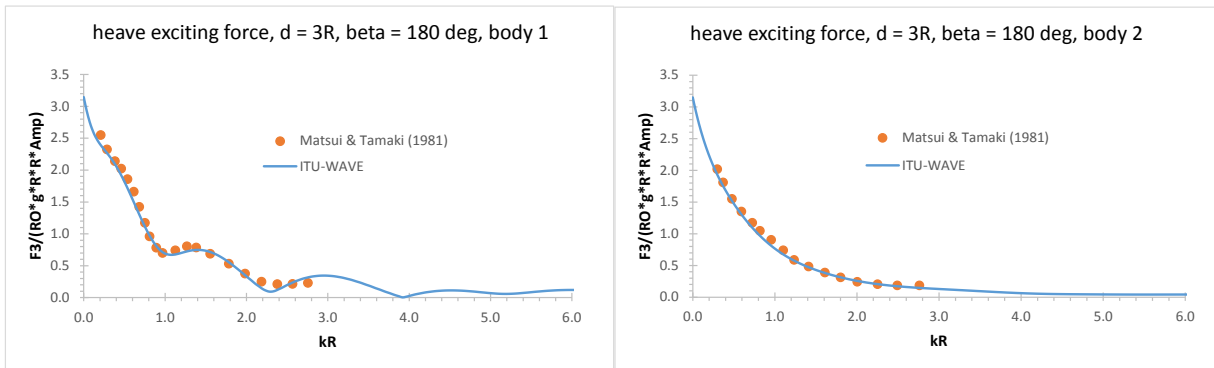 heave exciting force, d = 3R, beta = 180 deg, body 1
F3/(RO*g*R*R*Amp)
3.5
3.0
2.5
2.0
1.5
1.0
0.5
0.0
Matsui & Tamaki (1981)
ITU-WAVE
0.0 1.0 2.0 3.0 4.0 5.0 6.0
kR
heave exciting force, d = 3R, beta = 180 deg, body 2
F3/(RO*g*R*R*Amp)
3.5
3.0
2.5
2.0
1.5
1.0
0.5
0.0
Matsui & Tamaki (1981)
ITU-WAVE
0.0 1.0 2.0 3.0 4.0 5.0 6.0
kR